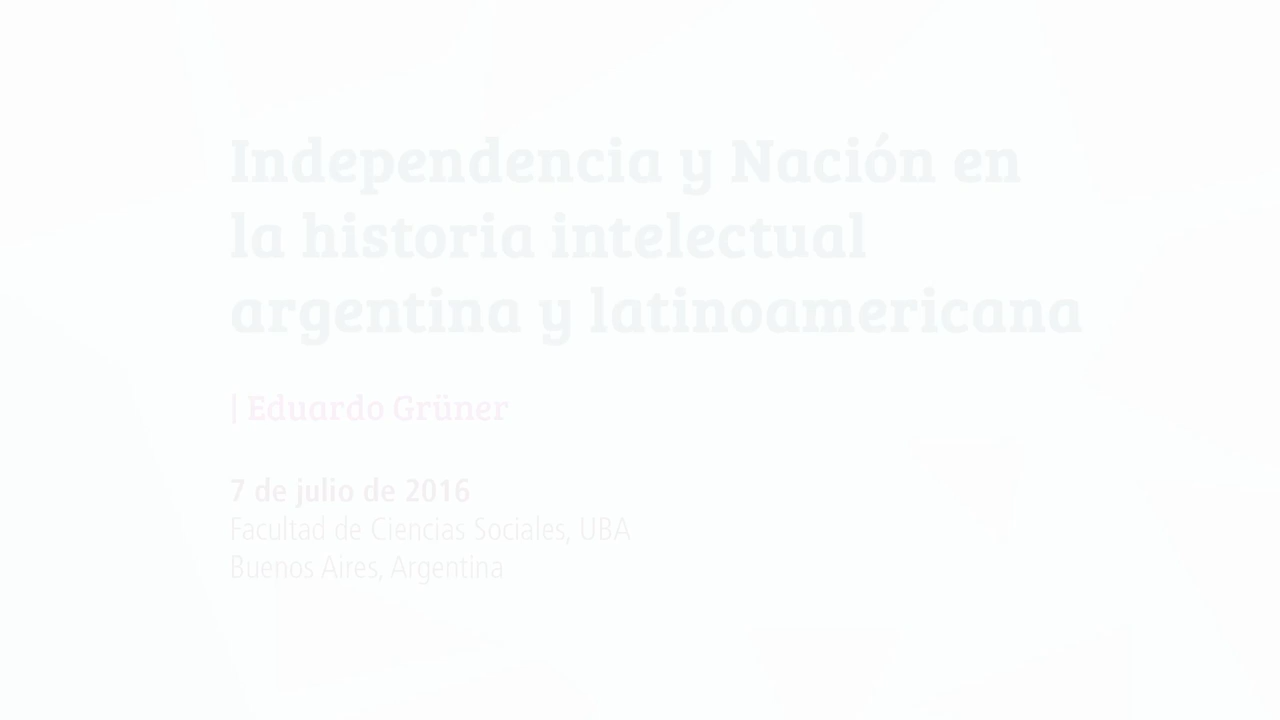 Independencia y Nación en
la historia intelectual
argentina y latinoamericana
| Eduardo Grüner
7 de julio de 2016
Facultad de Ciencias Sociales, UBA
Buenos Aires, Argentina